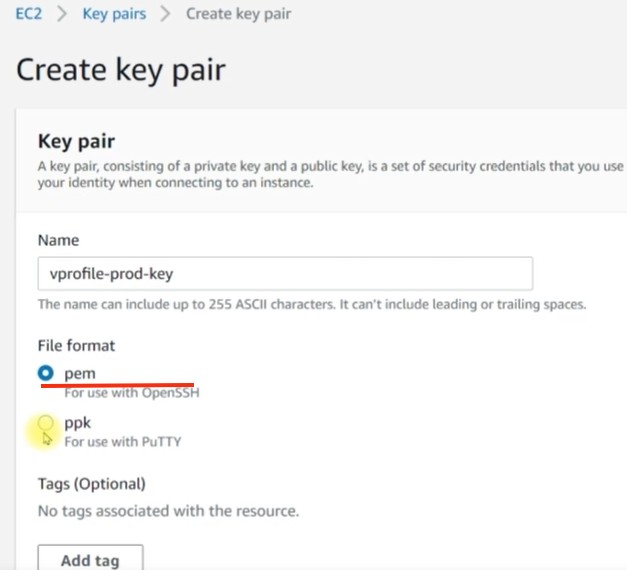 EC2 > Key pairs > Create key pair
Create key pair
Key pair
A key pair, consisting of a private key and a public key, is a set of security credentials that you use
your identity when connecting to an instance.
Name
vprofile-prod-key
The name can include up to 255 ASCII characters. It can't include leading or trailing spaces.
File format
pem
For use with OpenSSH
ppk
For use with PuTTY
Tags (Optional)
No tags associated with the resource.
Add tag